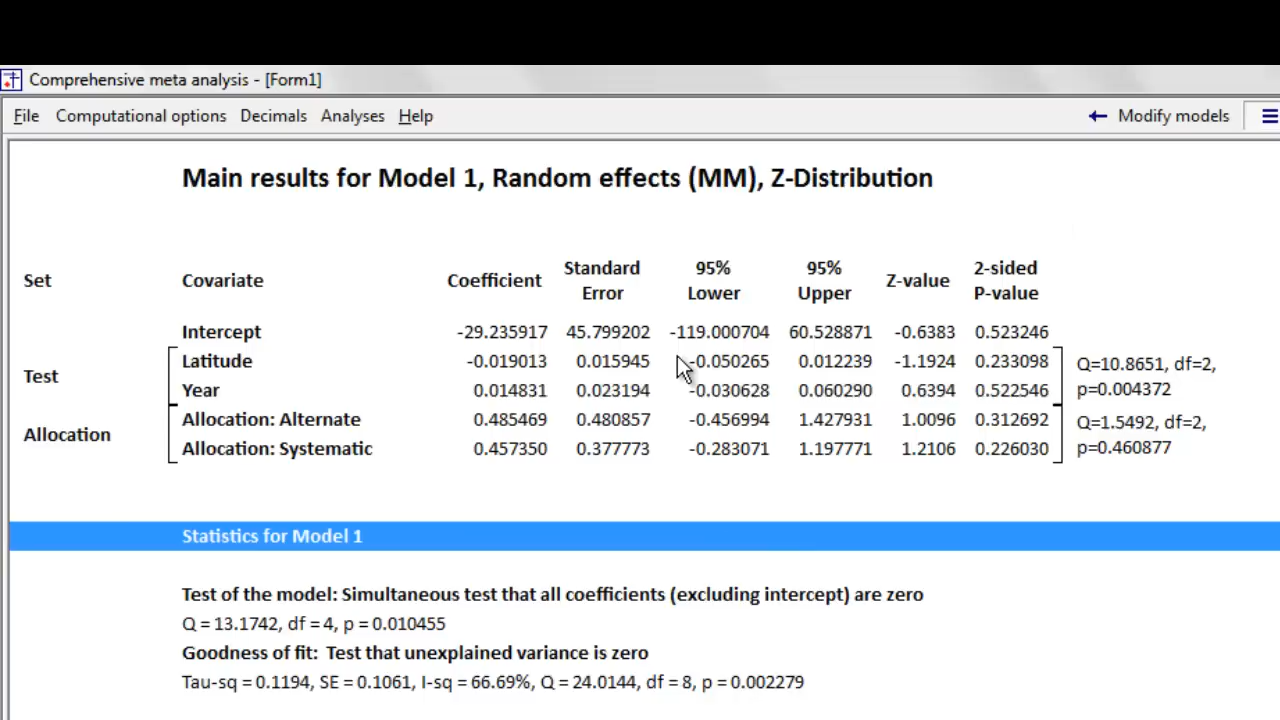 Comprehensive meta analysis - [Form1]
File Computational options Decimals Analyses Help Modify models
Main results for Model 1, Random effects (MM), Z-Distribution
Set Covariate Coefficient Standard Error 95% Lower 95% Upper Z-value 2-sided P-value
Intercept -29.235917 45.799202 -119.000704 60.528871 -0.6383 0.523246
Test
Latitude -0.019013 0.015945 -0.050265 0.012239 -1.1924 0.233098
Year 0.014831 0.023194 -0.030628 0.060290 0.6394 0.522546
Q=10.8651, df=2,
p=0.004372
Allocation
Allocation: Alternate 0.485469 0.480857 -0.456994 1.427931 1.0096 0.312692
Allocation: Systematic 0.457350 0.377773 -0.283071 1.197771 1.2106 0.226030
Q=1.5492, df=2,
p=0.460877
Statistics for Model 1
Test of the model: Simultaneous test that all coefficients (excluding intercept) are zero
Q = 13.1742, df = 4, p = 0.010455
Goodness of fit: Test that unexplained variance is zero
Tau-sq = 0.1194, SE = 0.1061, I-sq = 66.69%, Q = 24.0144, df = 8, p = 0.002279